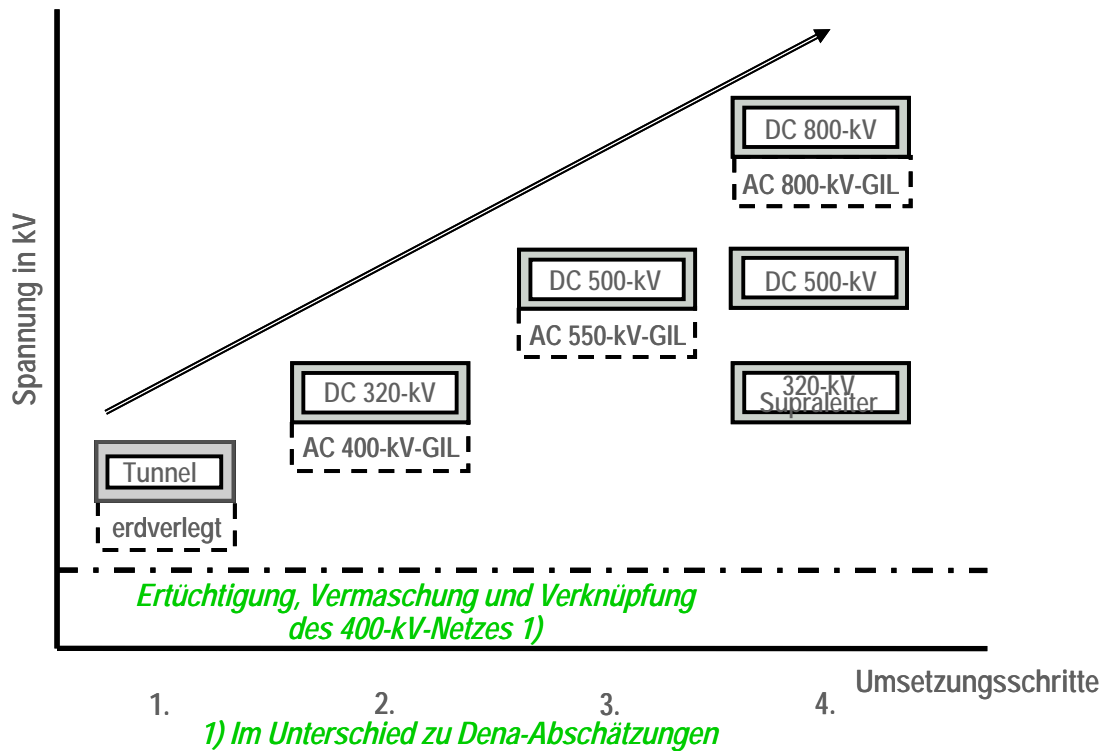 Spannung in kV
DC 800-kV
AC 800-kV-GIL
DC 500-kV
DC 500-kV
AC 550-kV-GIL
DC 320-kV
320-kV
Supraleiter
AC 400-kV-GIL
Tunnel
erdverlegt
Ertüchtigung, Vermaschung und Verknüpfung
des 400-kV-Netzes 1)
Umsetzungsschritte
1. 2. 3. 4.
1) Im Unterschied zu Dena-Abschätzungen